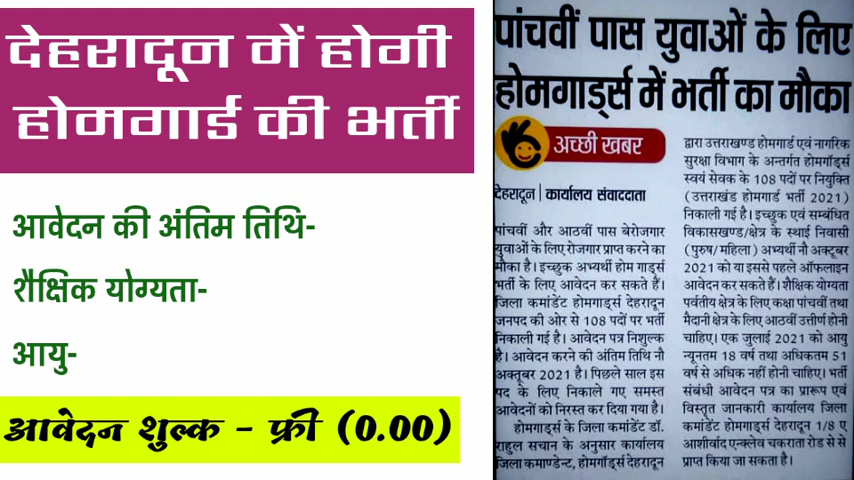 देहरादून में होगी
होमगार्ड की भर्ती
आवेदन की अंतिम तिथि-
शैक्षिक योग्यता-
आयु-
आवेदन शुल्क - फ्री (0.00)
पांचवीं पास युवाओं के लिए
होमगार्ड्स में भर्ती का मौका
अच्छी खबर
देहरादून | कार्यालय संवाददाता
पांचवीं और आठवीं पास बेरोजगार
युवाओं के लिए रोजगार प्राप्त करने का
मौका है। इच्छुक अभ्यर्थी होम गार्ड्स
भर्ती के लिए आवेदन कर सकते हैं।
जिला कमांडेंट होमगार्ड्स देहरादून
जनपद की ओर से 108 पदों पर भर्ती
निकाली गई है। आवेदन पत्र निशुल्क
है। आवेदन करने की अंतिम तिथि नौ
अक्तूबर 2021 है। पिछले साल इस
पद के लिए निकाले गए समस्त
आवेदनों को निरस्त कर दिया गया है।
होमगार्ड्स के जिला कमांडेंट डॉ.
राहुल सचान के अनुसार कार्यालय
जिला कमाण्डेन्ट, होमगॉर्ड्स देहरादून
द्वारा उत्तराखण्ड होमगार्ड एवं नागरिक
सुरक्षा विभाग के अन्तर्गत होमगॉर्ड्स
स्वयं सेवक के 108 पदों पर नियुक्ति
(उत्तराखंड होमगार्ड भर्ती 2021)
निकाली गई है। इच्छुक एवं सम्बंधित
विकासखण्ड/क्षेत्र के स्थाई निवासी
(पुरुष/महिला) अभ्यर्थी नौ अक्टूबर
2021 को या इससे पहले ऑफलाइन
आवेदन कर सकते हैं। शैक्षिक योग्यता
पर्वतीय क्षेत्र के लिए कक्षा पांचवीं तथा
मैदानी क्षेत्र के लिए आठवीं उत्तीर्ण होनी
चाहिए। एक जुलाई 2021 को आयु
न्यूनतम 18 वर्ष तथा अधिकतम 51
वर्ष से अधिक नहीं होनी चाहिए। भर्ती
संबंधी आवेदन पत्र का प्रारूप एवं
विस्तृत जानकारी कार्यालय जिला
कमांडेंट होमगार्ड्स देहरादून 1/8 ए
आशीर्वाद एन्क्लेव चकराता रोड से से
प्राप्त किया जा सकता है।